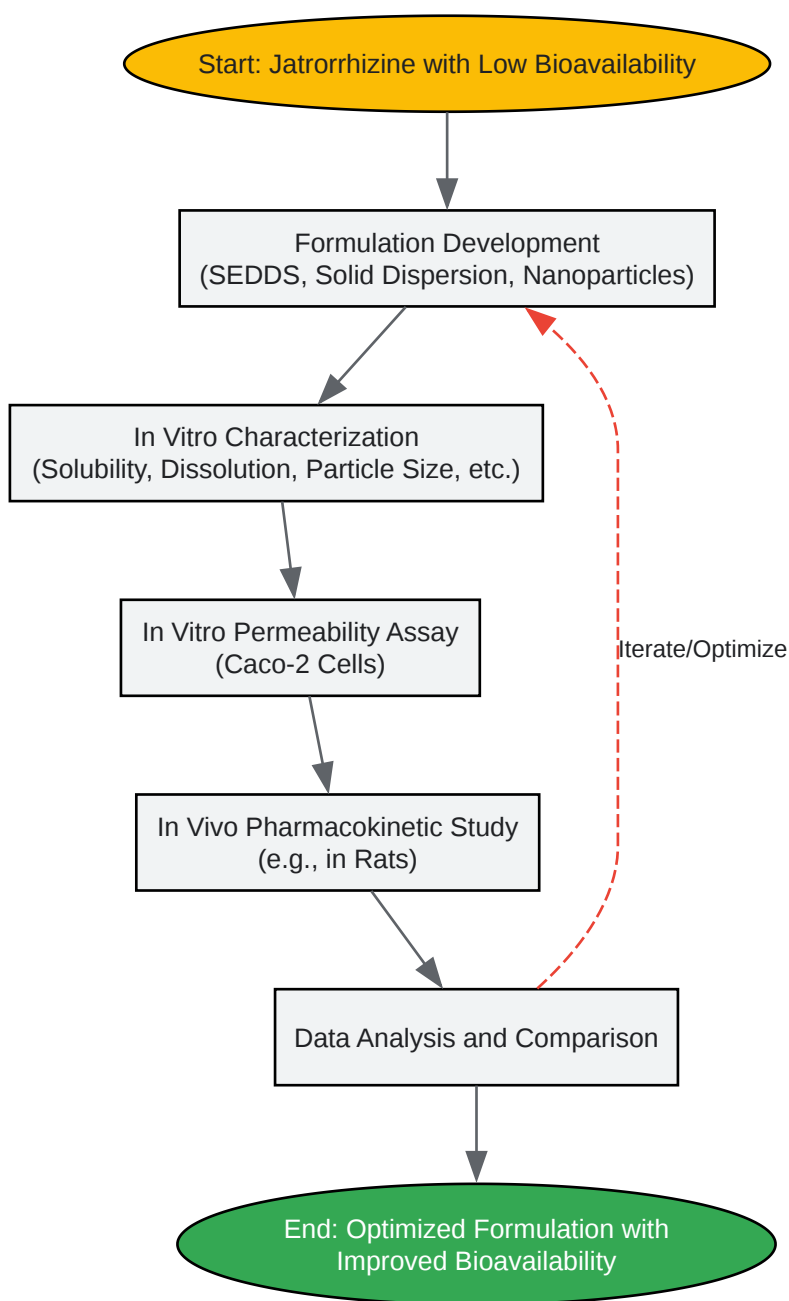 Start: Jatrorrhizine with Low Bioavailability
Formulation Development
(SEDDS, Solid Dispersion, Nanoparticles)
In Vitro Characterization
(Solubility, Dissolution, Particle Size, etc.)
In Vitro Permeability Assay
(Caco-2 Cells)
Iterate/Optimize
In Vivo Pharmacokinetic Study
(e.g., in Rats)
Data Analysis and Comparison
End: Optimized Formulation with
Improved Bioavailability